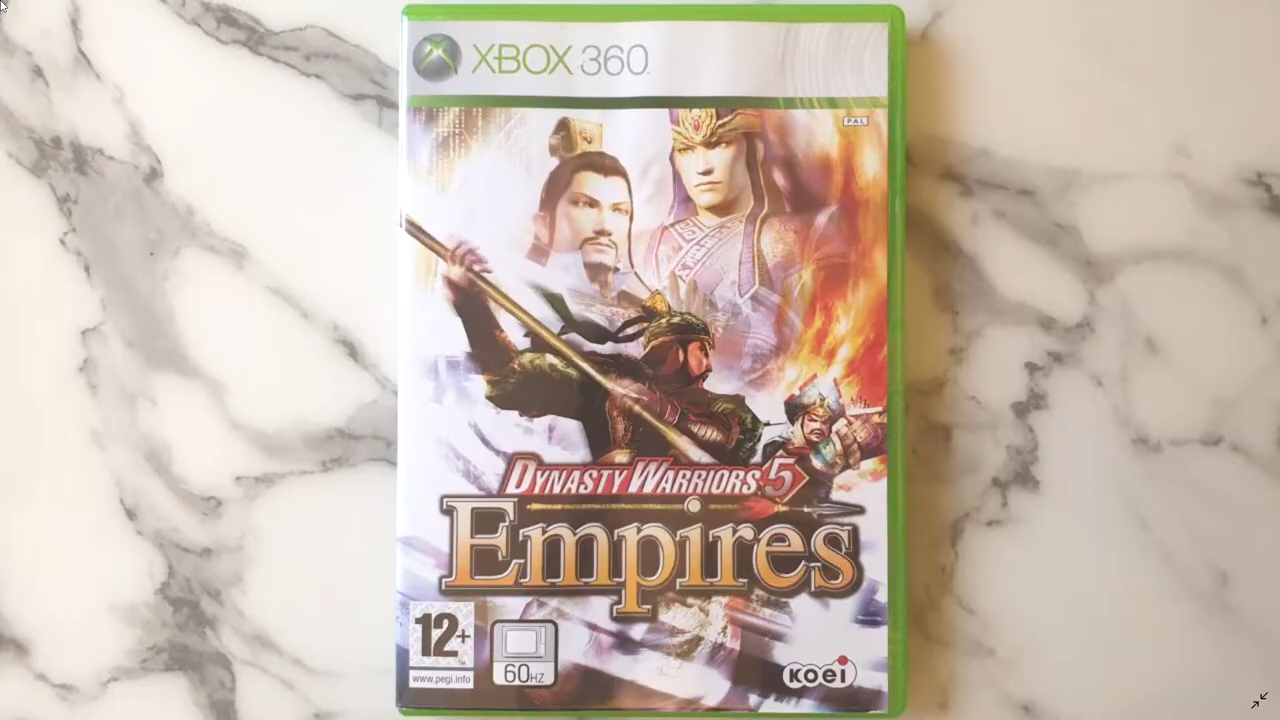 XBOX 360
PAL
DYNASTY WARRIORS 5
Empires
12+
www.pegi.info
60HZ
KOEI